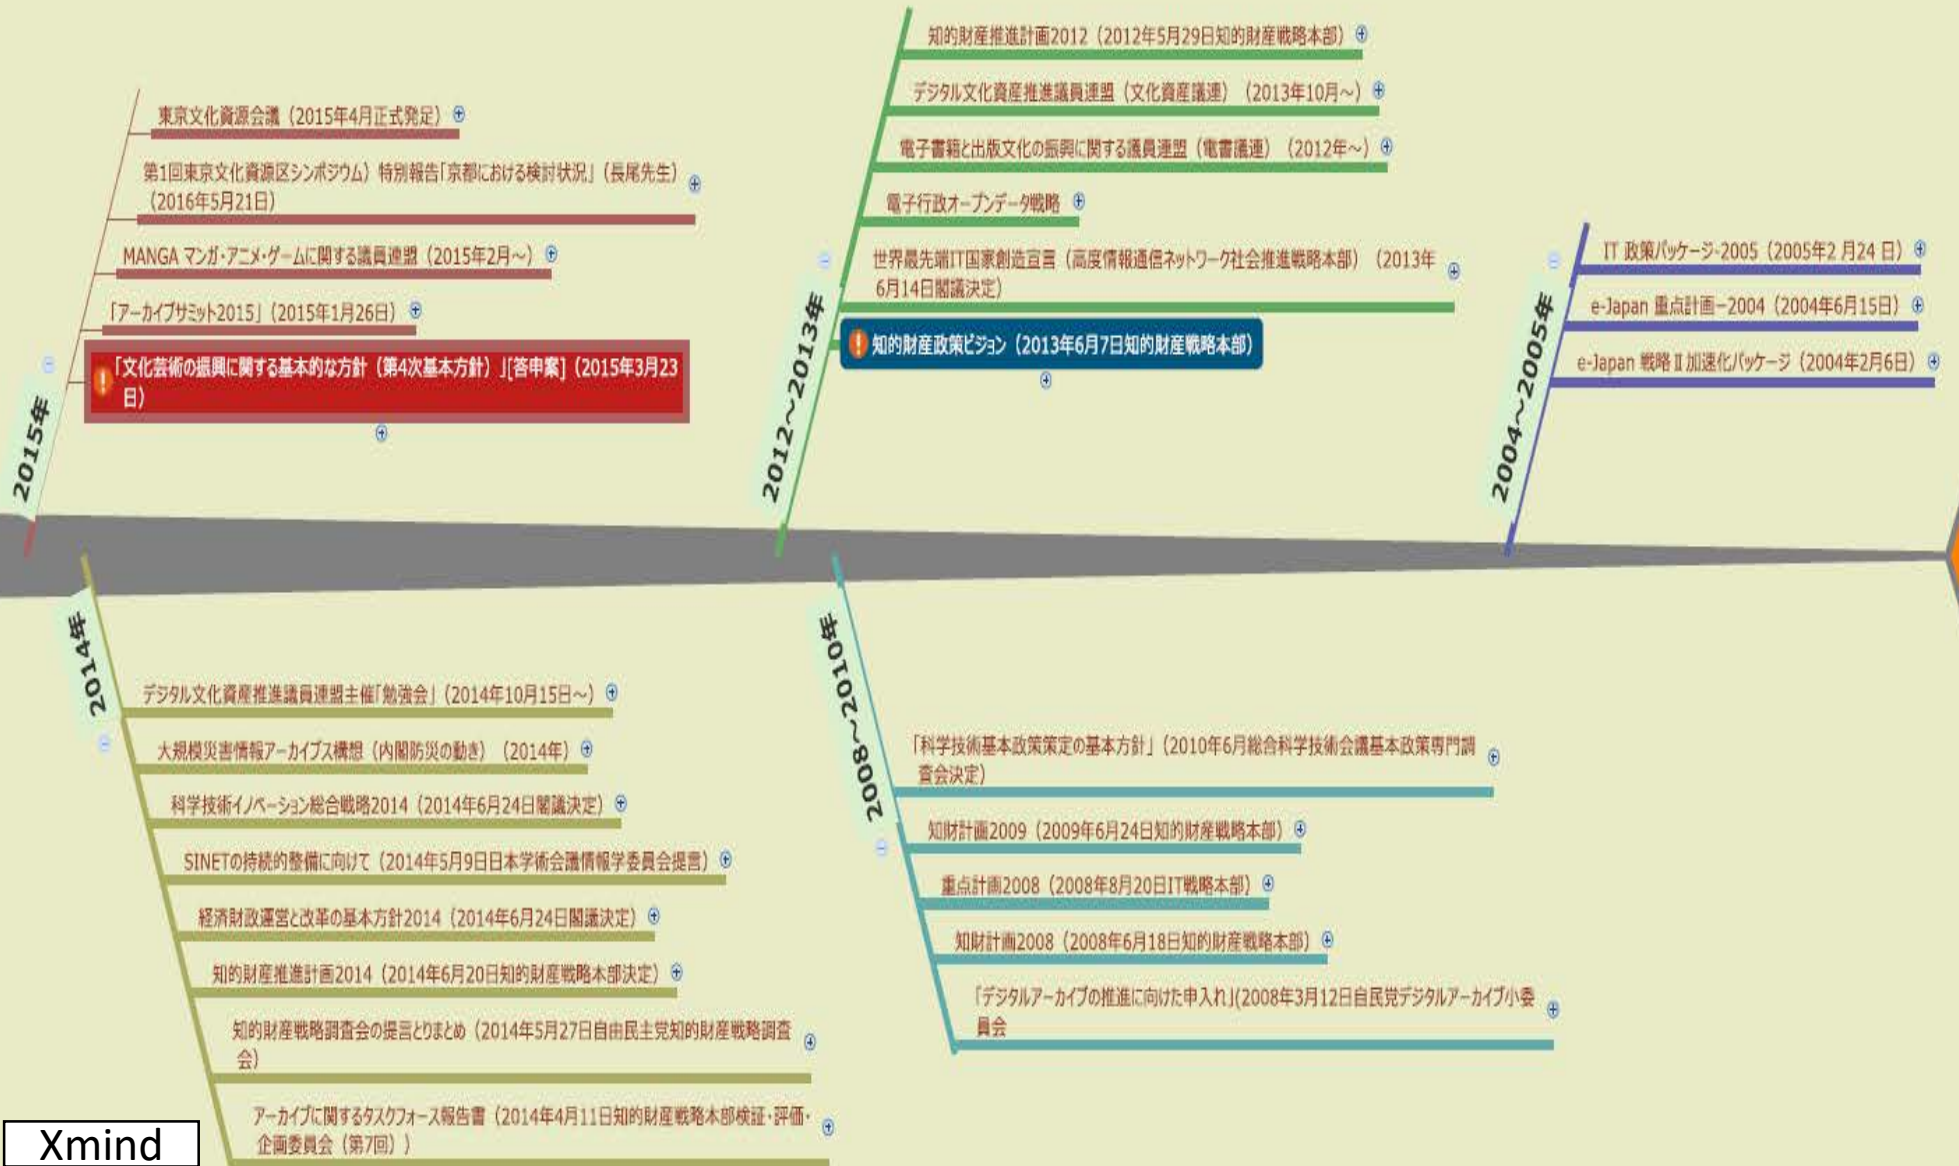 東京文化資源会議（2015年4月正式発足）
第1回東京文化資源区シンポジウム）特別報告「京都における検討状況」（長尾先生）
（2016年5月21日）
MANGA マンガ・アニメ・ゲームに関する議員連盟（2015年2月～）
「アーカイブサミット2015」（2015年1月26日）
「文化芸術の振興に関する基本的な方針（第4次基本方針）」[答申案]（2015年3月23
日）
2015年
知的財産推進計画2012（2012年5月29日知的財産戦略本部）
デジタル文化資産推進議員連盟（文化資産議連）（2013年10月～）
電子書籍と出版文化の振興に関する議員連盟（電書議連）（2012年～）
電子行政オープンデータ戦略
世界最先端IT国家創造宣言（高度情報通信ネットワーク社会推進戦略本部）（2013年
6月14日閣議決定）
知的財産政策ビジョン（2013年6月7日知的財産戦略本部）
2012～2013年
IT 政策パッケージ-2005（2005年2 月24 日）
e-Japan 重点計画－2004（2004年6月15日）
e-Japan 戦略Ⅱ加速化パッケージ（2004年2月6日）
2004～2005年
2014年
デジタル文化資産推進議員連盟主催「勉強会」（2014年10月15日～）
大規模災害情報アーカイブス構想（内閣防災の動き）（2014年）
科学技術イノベーション総合戦略2014（2014年6月24日閣議決定）
SINETの持続的整備に向けて（2014年5月9日日本学術会議情報学委員会提言）
経済財政運営と改革の基本方針2014（2014年6月24日閣議決定）
知的財産推進計画2014（2014年6月20日知的財産戦略本部決定）
知的財産戦略調査会の提言とりまとめ（2014年5月27日自由民主党知的財産戦略調査
会）
アーカイブに関するタスクフォース報告書（2014年4月11日知的財産戦略本部検証・評価・
企画委員会（第7回））
2008～2010年
「科学技術基本政策策定の基本方針」（2010年6月総合科学技術会議基本政策専門調
査会決定）
知財計画2009（2009年6月24日知的財産戦略本部）
重点計画2008（2008年8月20日IT戦略本部）
知財計画2008（2008年6月18日知的財産戦略本部）
「デジタルアーカイブの推進に向けた申入れ」(2008年3月12日自民党デジタルアーカイブ小委
員会
Xmind